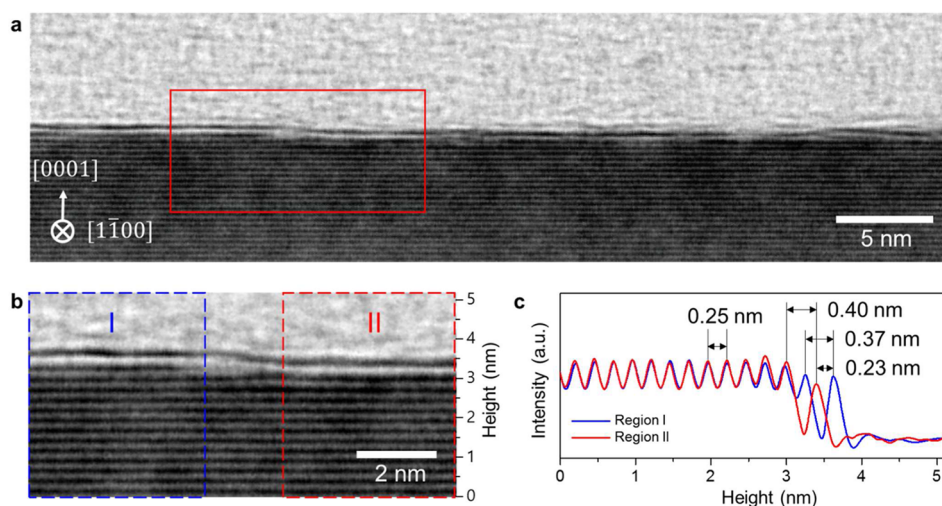 a
[0001]
[11̄00]
5 nm
b
I
II
5
4
3
2
1
0
Height (nm)
2 nm
c
Intensity (a.u.)
0.25 nm
0.40 nm
0.37 nm
0.23 nm
Region I
Region II
0 1 2 3 4 5
Height (nm)